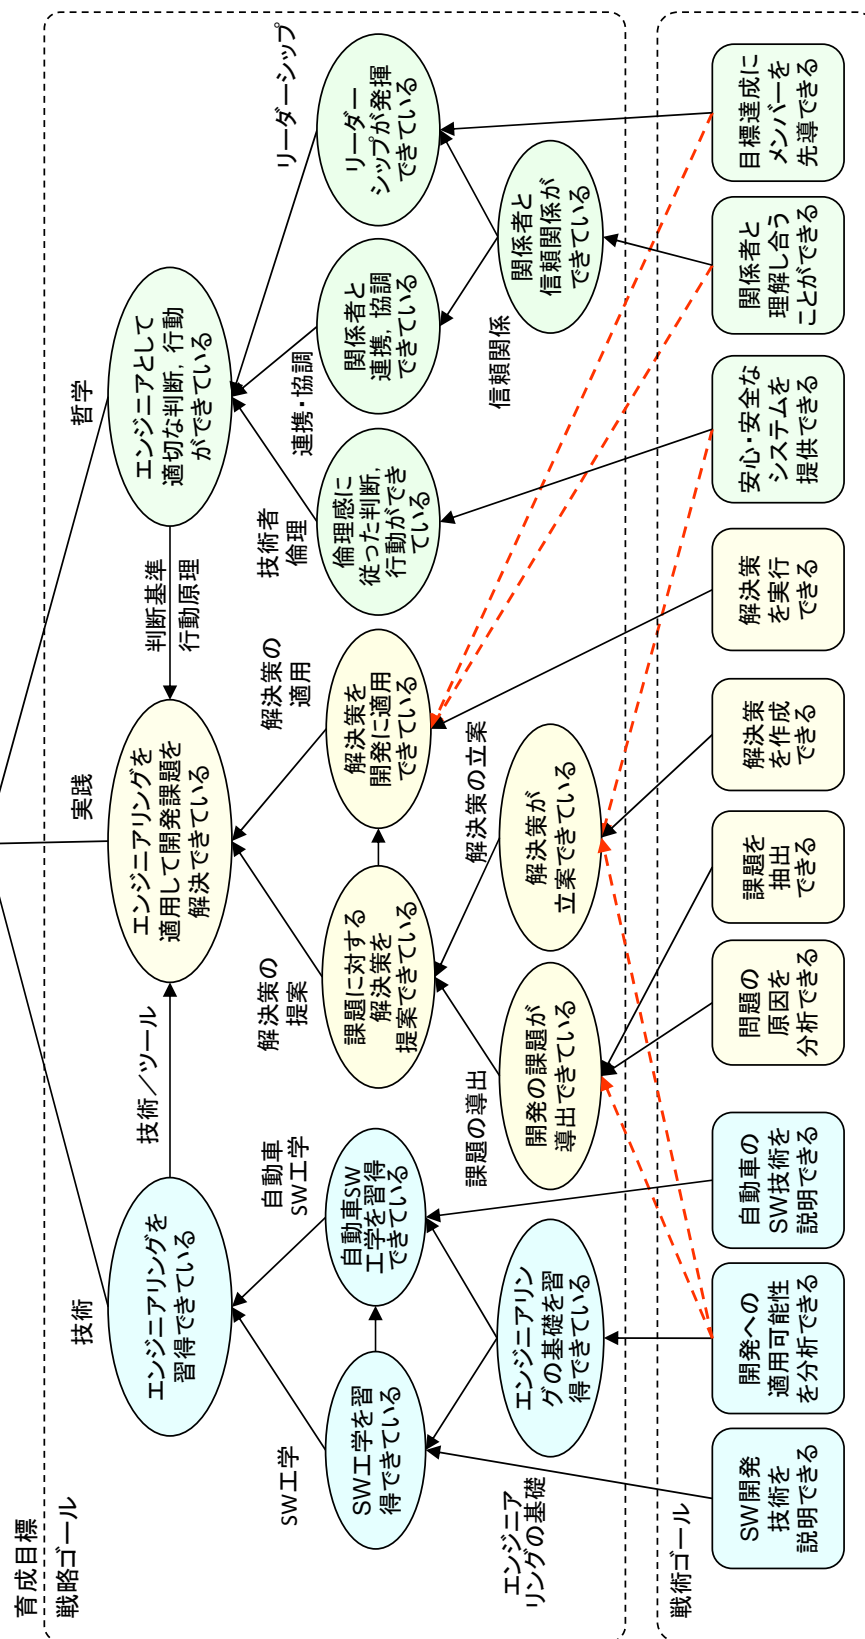 育成目標
戦略ゴール
技術
実践
哲学
エンジニアリングを
習得できている
技術／ツール
エンジニアリングを
適用して開発課題を
解決できている
判断基準
行動原理
エンジニアとして
適切な判断, 行動
ができている
SW工学
自動車
SW工学
解決策の
提案
解決策の
適用
技術者
倫理
連携・協調
リーダーシップ
SW工学を習
得できている
自動車SW
工学を習得
できている
課題に対する
解決策を
提案できている
解決策を
開発に適用
できている
倫理感に
従った判断,
行動ができ
ている
関係者と
連携, 協調
できている
リーダー
シップが発揮
できている
エンジニア
リングの基礎
課題の導出
解決策の立案
信頼関係
エンジニアリン
グの基礎を習
得できている
開発の課題が
導出できている
解決策が
立案できている
関係者と
信頼関係が
できている
戦術ゴール
SW開発
技術を
説明できる
開発への
適用可能性
を分析できる
自動車の
SW技術を
説明できる
問題の
原因を
分析できる
課題を
抽出
できる
解決策
を作成
できる
解決策
を実行
できる
安心・安全な
システムを
提供できる
関係者と
理解し合う
ことができる
目標達成に
メンバーを
先導できる